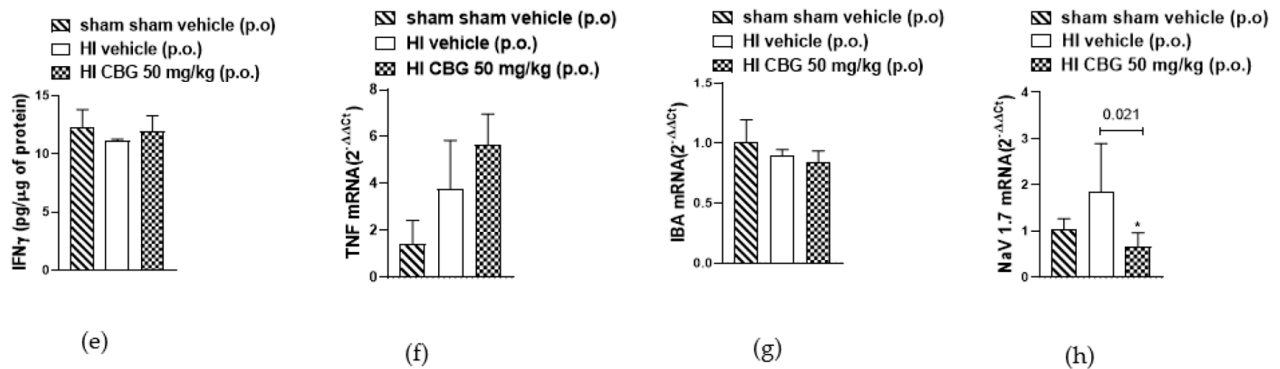 sham sham vehicle (p.o)
HI vehicle (p.o.)
HI CBG 50 mg/kg (p.o.)
IFNγ (pg/μg of protein)
15
10
5
0
(e)
sham sham vehicle (p.o.)
HI vehicle (p.o.)
HI CBG 50 mg/kg (p.o.)
TNF mRNA(2^-ΔΔCt)
8
6
4
2
0
(f)
sham sham vehicle (p.o)
HI vehicle (p.o.)
HI CBG 50 mg/kg (p.o)
IBA mRNA(2^-ΔΔCt)
1.5
1.0
0.5
0.0
(g)
sham sham vehicle (p.o)
HI vehicle (p.o.)
HI CBG 50 mg/kg (p.o.)
NaV 1.7 mRNA(2^-ΔΔCt)
4
3
2
1
0
0.021
*
(h)